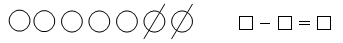 □ − □ = □